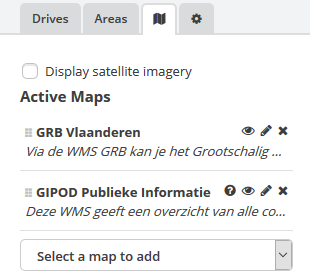 Drives Areas
Display satellite imagery
Active Maps
GRB Vlaanderen
Via de WMS GRB kan je het Grootschalig ...
GIPOD Publieke Informatie
Deze WMS geeft een overzicht van alle co...
Select a map to add